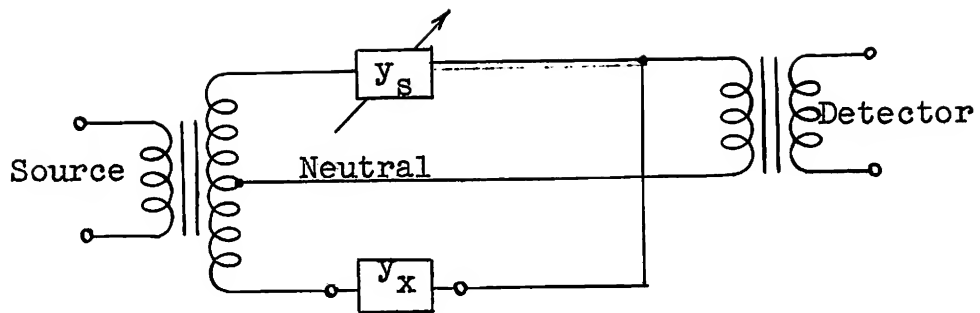 y_s
Detector
Source
Neutral
y_x